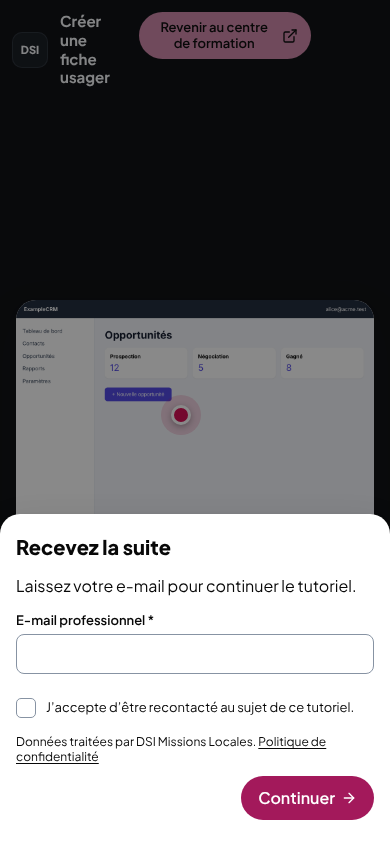 DSI
Créer
une
fiche
usager
Revenir au centre
de formation
ExampleCRM
alice@acme.test
Tableau de bord
Contacts
Opportunités
Rapports
Paramètres
Opportunités
Prospection
12
Négociation
5
Gagné
8
+ Nouvelle opportunité
Recevez la suite
Laissez votre e-mail pour continuer le tutoriel.
E-mail professionnel *
J’accepte d’être recontacté au sujet de ce tutoriel.
Données traitées par DSI Missions Locales. Politique de
confidentialité
Continuer